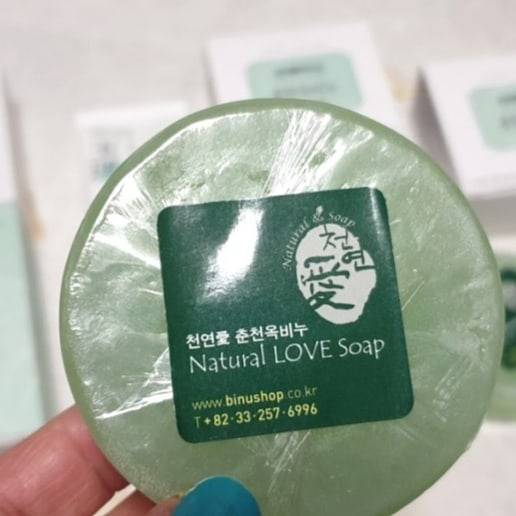 Natural & Soap
천연
愛
천연愛 춘천옥비누
Natural LOVE Soap
www.binushop.co.kr
T+82·33·257·6996